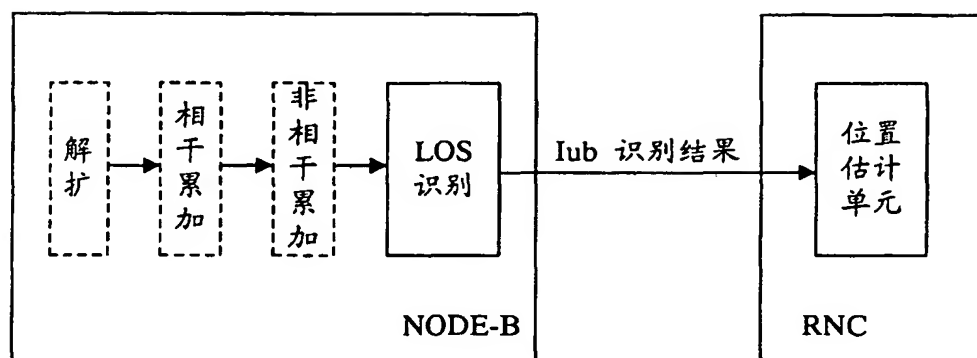 解扩
相干累加
非相干累加
LOS
识别
Iub 识别结果
位置
估计
单元
NODE-B
RNC